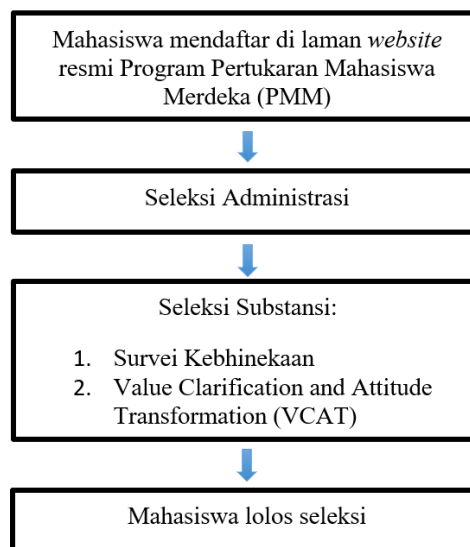 Mahasiswa mendaftar di laman website
resmi Program Pertukaran Mahasiswa
Merdeka (PMM)
Seleksi Administrasi
Seleksi Substansi:
1. Survei Kebhinekaan
2. Value Clarification and Attitude
Transformation (VCAT)
Mahasiswa lolos seleksi